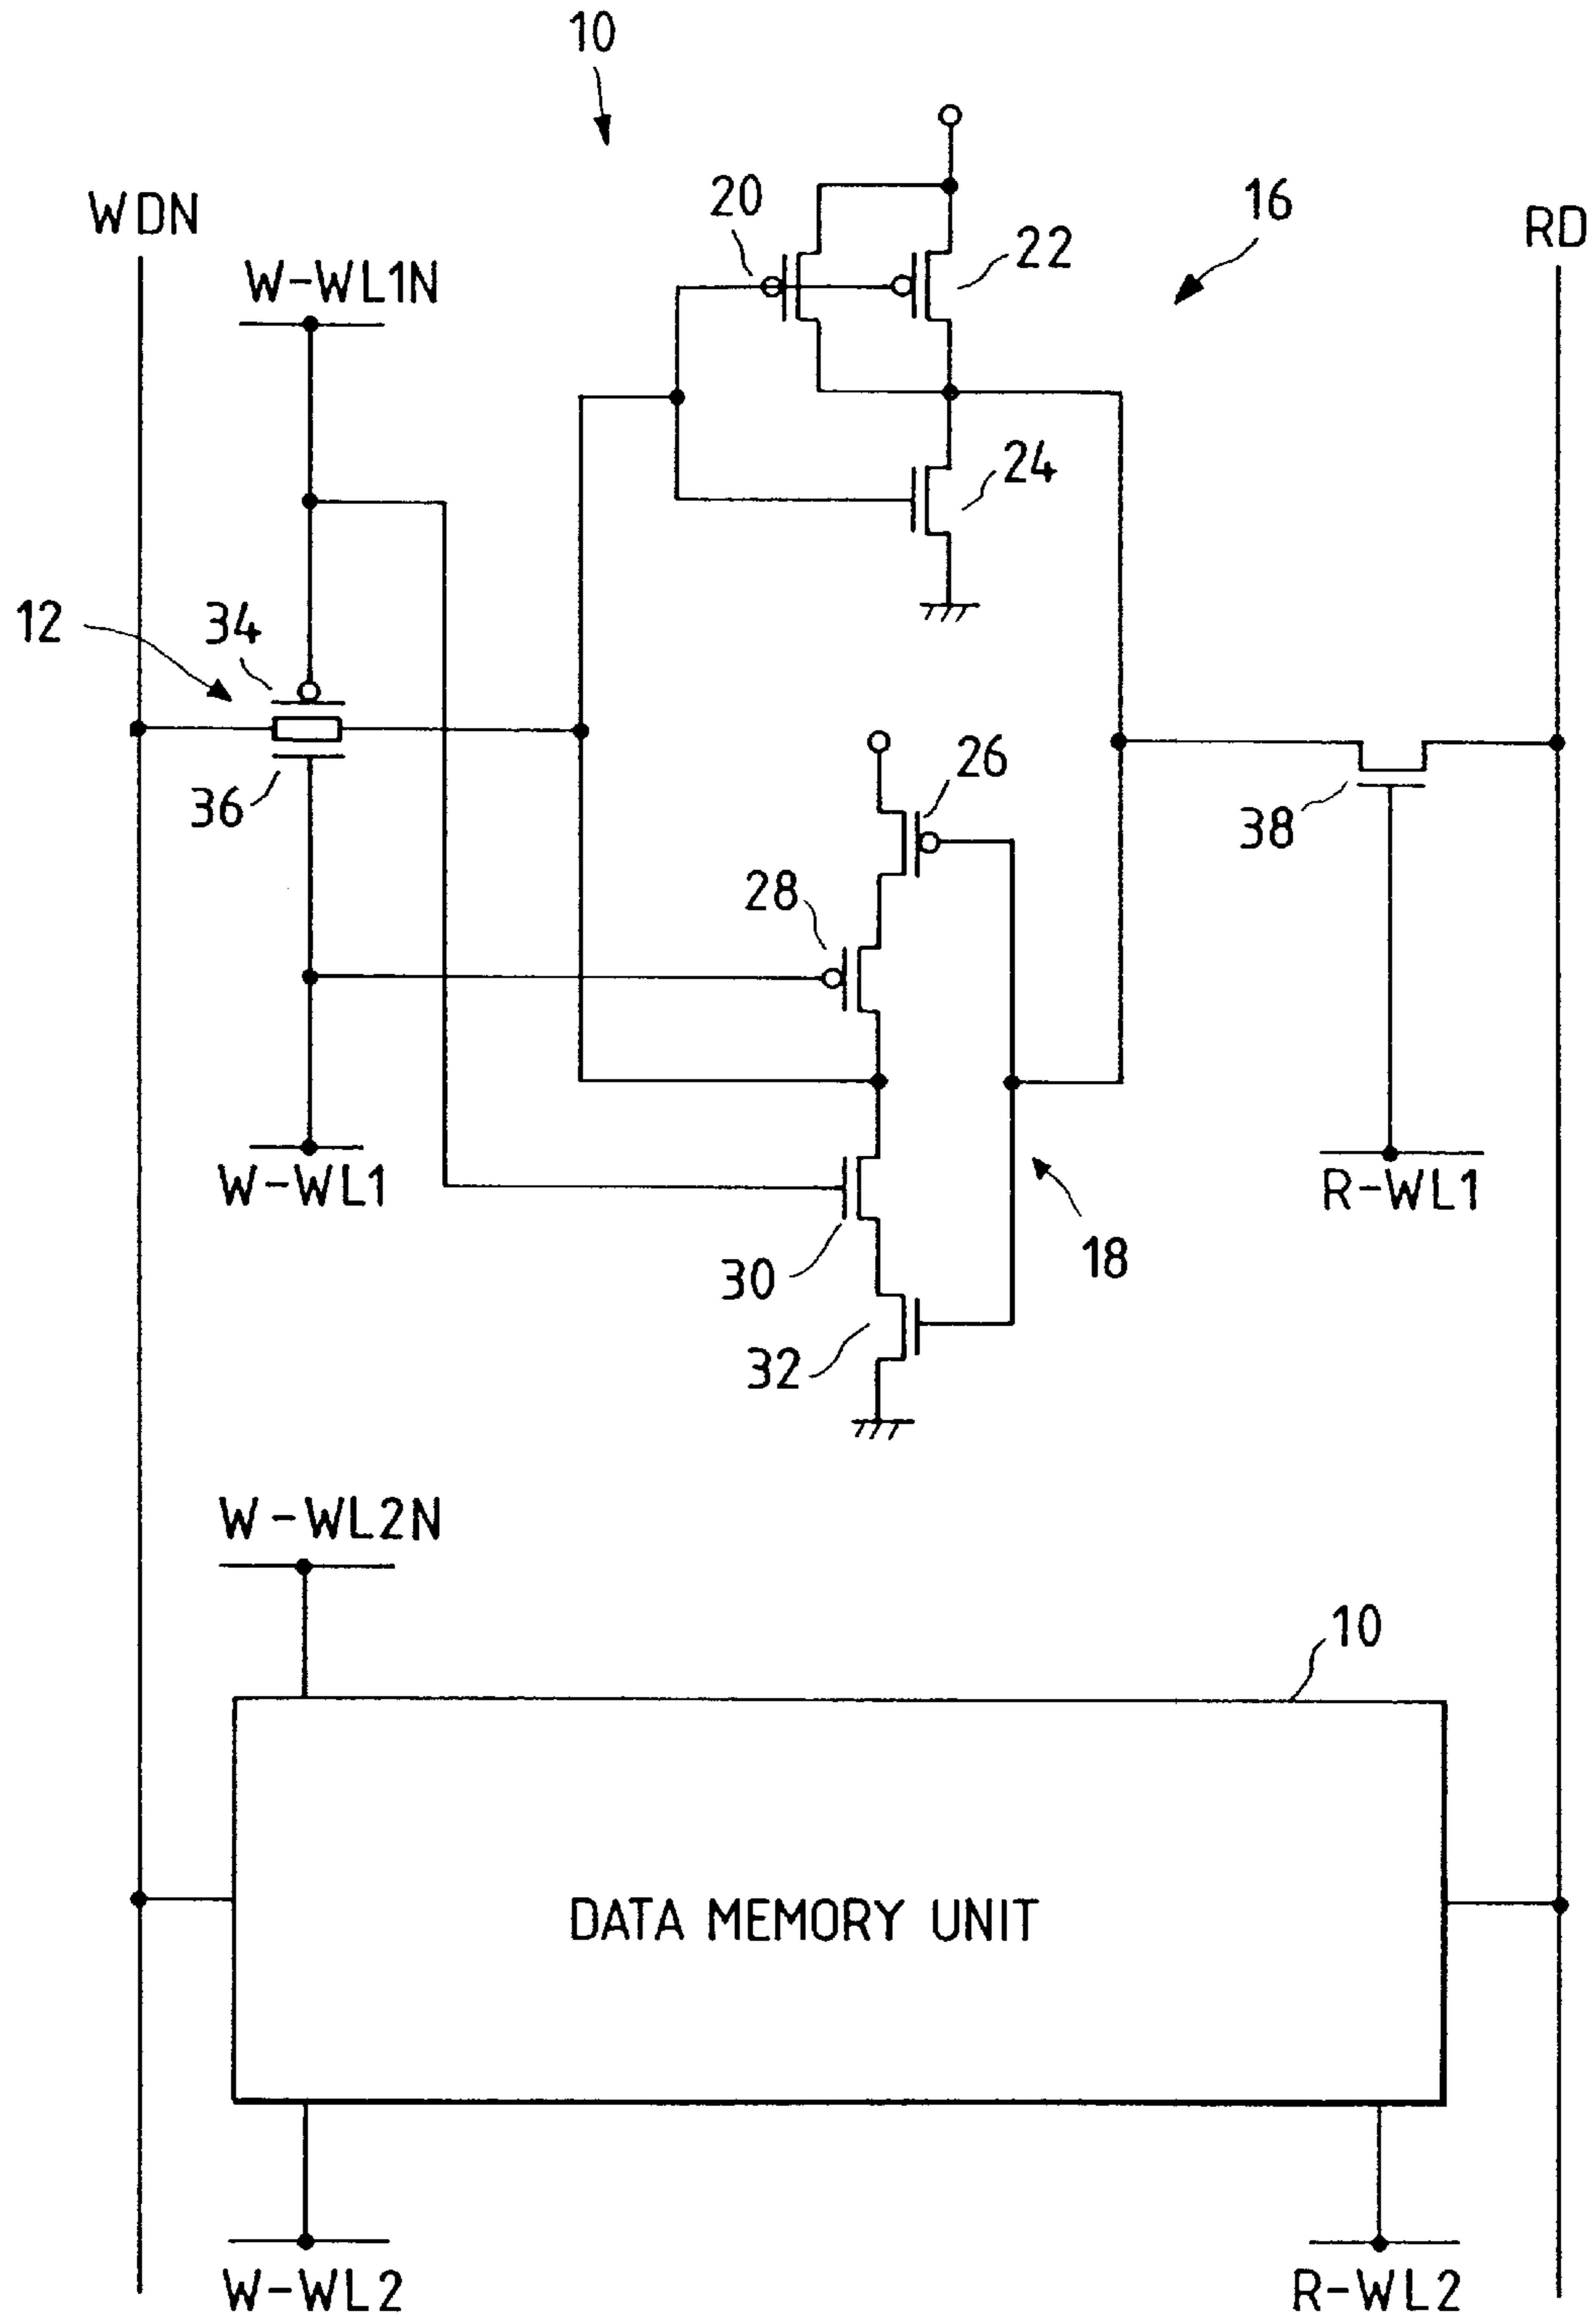 10
20
16
WDN
RD
22
W-WL1N
24
12
34
26
36
38
28
W-WL1
R-WL1
18
30
32
W-WL2N
10
DATA MEMORY UNIT
W-WL2
R-WL2